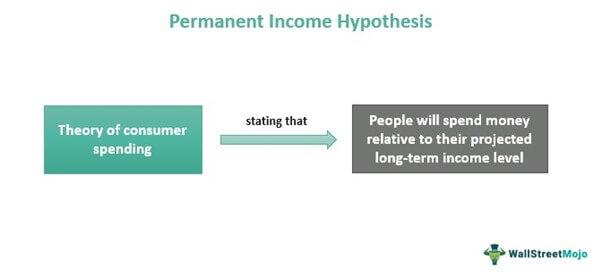 Permanent Income Hypothesis
Theory of consumer
spending
stating that
People will spend money
relative to their projected
long-term income level
WallStreetMojo